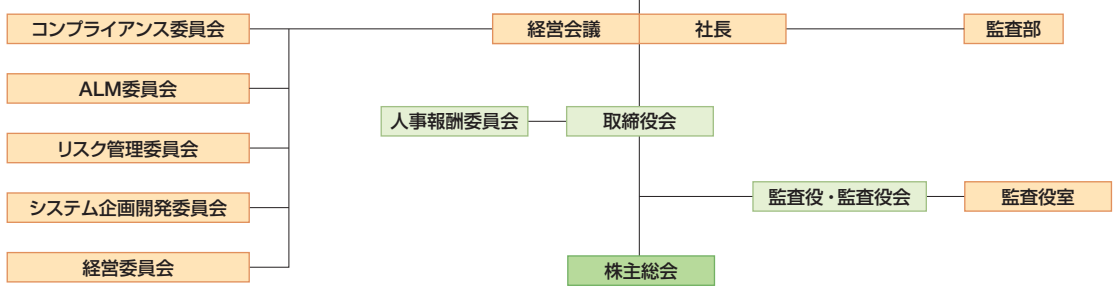 コンプライアンス委員会
経営会議
社長
監査部
ALM委員会
人事報酬委員会
取締役会
リスク管理委員会
監査役・監査役会
監査役室
システム企画開発委員会
経営委員会
株主総会